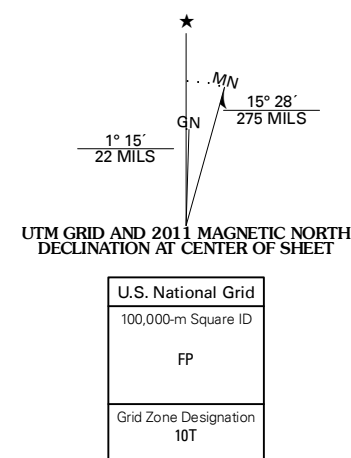 MN
15° 28´
275 MILS
GN
1° 15´
22 MILS
UTM GRID AND 2011 MAGNETIC NORTH
DECLINATION AT CENTER OF SHEET
U.S. National Grid
100,000-m Square ID
FP
Grid Zone Designation
10T